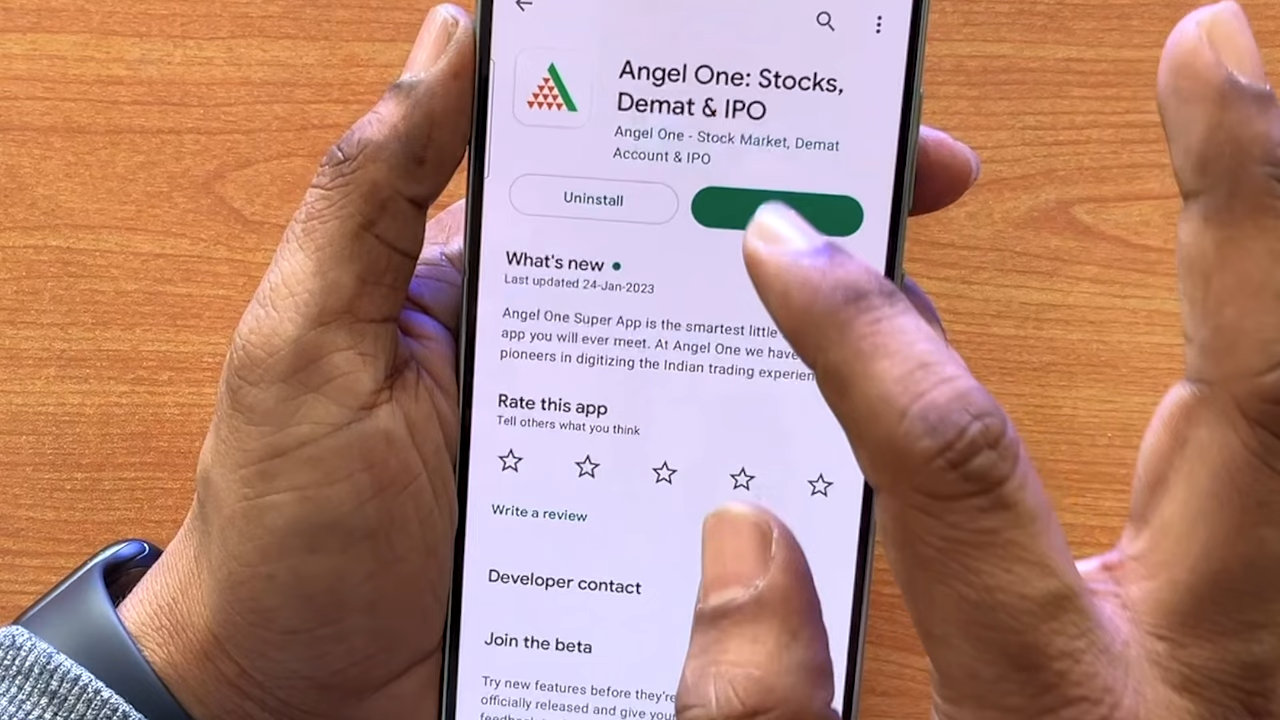 Angel One: Stocks,
Demat & IPO
Angel One - Stock Market, Demat
Account & IPO
Uninstall
What's new
Last updated 24-Jan-2023
Angel One Super App is the smartest little
app you will ever meet. At Angel One we have
pioneers in digitizing the Indian trading
Rate this app
Tell others what you think
Write a review
Developer contact
Join the beta
Try new features before they're
officially released and give your